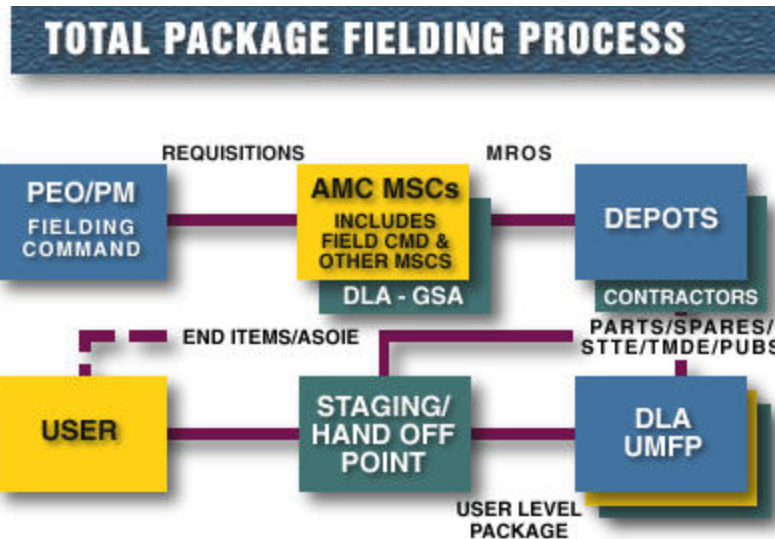 TOTAL PACKAGE FIELDING PROCESS
REQUISITIONS
MROS
PEO/PM
FIELDING
COMMAND
AMC MSCs
INCLUDES
FIELD CMD &
OTHER MSCS
DLA - GSA
DEPOTS
CONTRACTORS
END ITEMS/ASOIE
PARTS/SPARES/
STTE/TMDE/PUBS
USER
STAGING/
HAND OFF
POINT
DLA
UMFP
USER LEVEL
PACKAGE